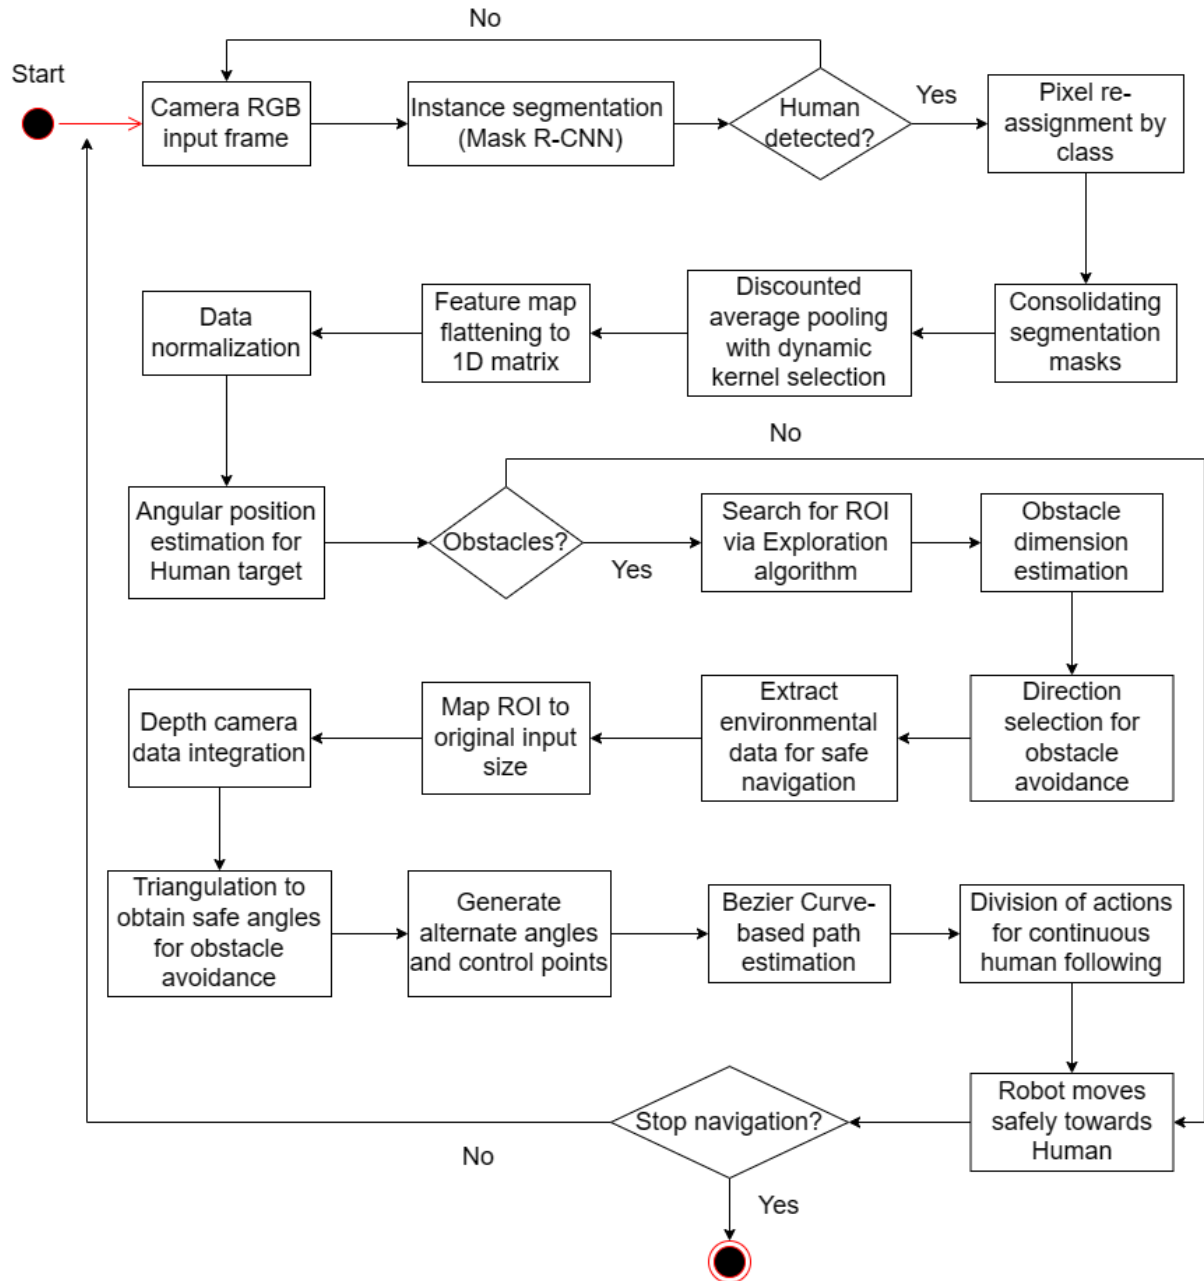 No
Start
Camera RGB
input frame
Instance segmentation
(Mask R-CNN)
Human
detected?
Yes
Pixel re-
assignment by
class
Consolidating
segmentation
masks
Discounted
average pooling
with dynamic
kernel selection
Feature map
flattening to
1D matrix
Data
normalization
No
Angular position
estimation for
Human target
Obstacles?
Yes
Search for ROI
via Exploration
algorithm
Obstacle
dimension
estimation
Direction
selection for
obstacle
avoidance
Extract
environmental
data for safe
navigation
Map ROI to
original input
size
Depth camera
data integration
Triangulation to
obtain safe angles
for obstacle
avoidance
Generate
alternate angles
and control points
Bezier Curve-
based path
estimation
Division of actions
for continuous
human following
Robot moves
safely towards
Human
Stop navigation?
No
Yes